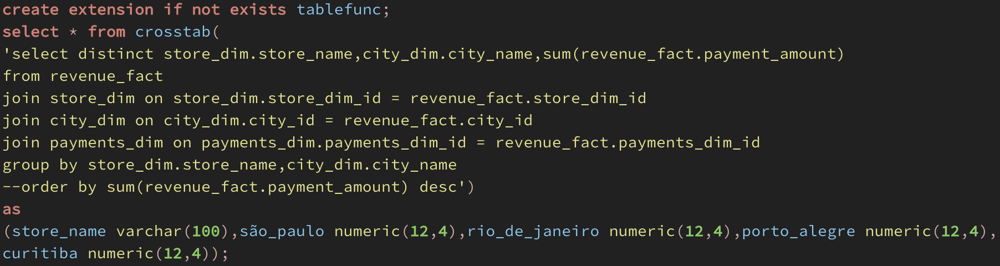 create extension if not exists tablefunc;
select * from crosstab(
'select distinct store_dim.store_name,city_dim.city_name,sum(revenue_fact.payment_amount)
from revenue_fact
join store_dim on store_dim.store_dim_id = revenue_fact.store_dim_id
join city_dim on city_dim.city_id = revenue_fact.city_id
join payments_dim on payments_dim.payments_dim_id = revenue_fact.payments_dim_id
group by store_dim.store_name,city_dim.city_name
--order by sum(revenue_fact.payment_amount) desc')
as
(store_name varchar(100),são_paulo numeric(12,4),rio_de_janeiro numeric(12,4),porto_alegre numeric(12,4),
curitiba numeric(12,4));